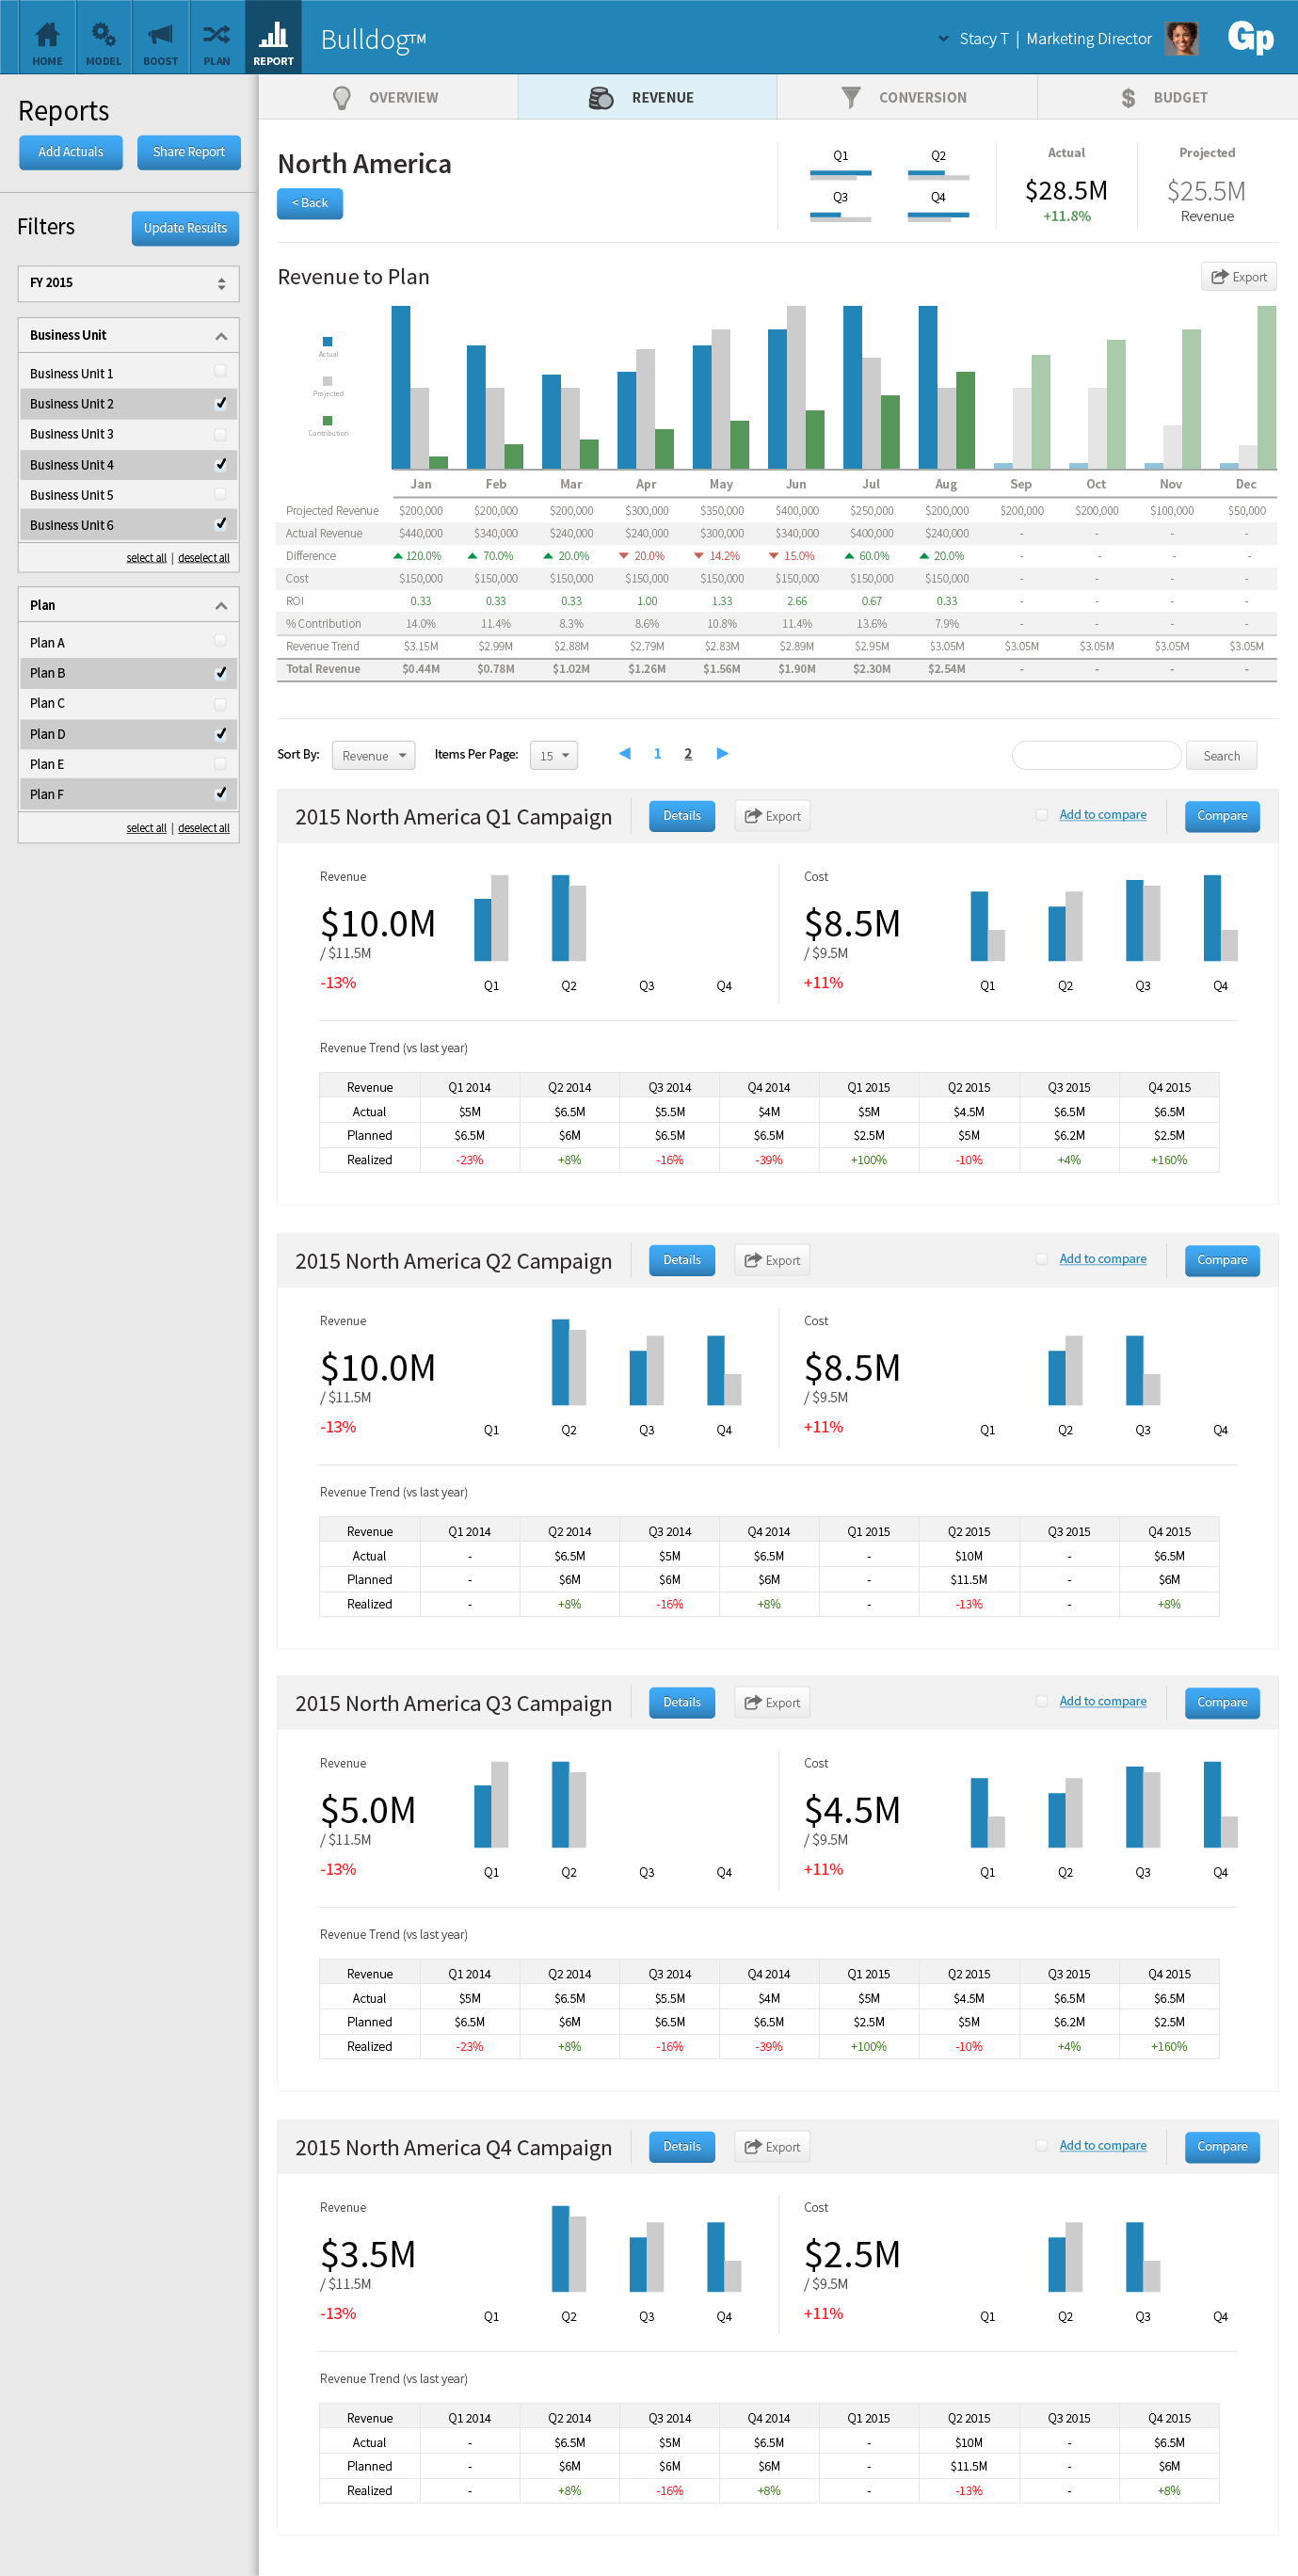 HOME MODEL BOOST PLAN REPORT
Bulldog™
Stacy T | Marketing Director
Gp
Reports
Add Actuals Share Report
Filters Update Results
FY 2015
Business Unit
Business Unit 1
Business Unit 2
Business Unit 3
Business Unit 4
Business Unit 5
Business Unit 6
select all | deselect all
Plan
Plan A
Plan B
Plan C
Plan D
Plan E
Plan F
select all | deselect all
OVERVIEW REVENUE CONVERSION BUDGET
North America
< Back
Q1 Q2
Q3 Q4
Actual
$28.5M
+11.8%
Projected
$25.5M
Revenue
Revenue to Plan
Export
Actual
Projected
Contribution
Jan Feb Mar Apr May Jun Jul Aug Sep Oct Nov Dec
Projected Revenue $200,000 $200,000 $200,000 $300,000 $350,000 $400,000 $250,000 $200,000 $200,000 $200,000 $100,000 $50,000
Actual Revenue $440,000 $340,000 $240,000 $240,000 $300,000 $340,000 $400,000 $240,000 - - - -
Difference 120.0% 70.0% 20.0% 20.0% 14.2% 15.0% 60.0% 20.0% - - - -
Cost $150,000 $150,000 $150,000 $150,000 $150,000 $150,000 $150,000 $150,000 - - - -
ROI 0.33 0.33 0.33 1.00 1.33 2.66 0.67 0.33 - - - -
% Contribution 14.0% 11.4% 8.3% 8.6% 10.8% 11.4% 13.6% 7.9% - - - -
Revenue Trend $3.15M $2.99M $2.88M $2.79M $2.83M $2.89M $2.95M $3.05M $3.05M $3.05M $3.05M $3.05M
Total Revenue $0.44M $0.78M $1.02M $1.26M $1.56M $1.90M $2.30M $2.54M - - - -
Sort By: Revenue Items Per Page: 15 1 2 Search
2015 North America Q1 Campaign Details Export Add to compare Compare
Revenue
$10.0M
/ $11.5M
-13%
Q1 Q2 Q3 Q4
Cost
$8.5M
/ $9.5M
+11%
Q1 Q2 Q3 Q4
Revenue Trend (vs last year)
Revenue Q1 2014 Q2 2014 Q3 2014 Q4 2014 Q1 2015 Q2 2015 Q3 2015 Q4 2015
Actual $5M $6.5M $5.5M $4M $5M $4.5M $6.5M $6.5M
Planned $6.5M $6M $6.5M $6.5M $2.5M $5M $6.2M $2.5M
Realized -23% +8% -16% -39% +100% -10% +4% +160%
2015 North America Q2 Campaign Details Export Add to compare Compare
Revenue
$10.0M
/ $11.5M
-13%
Q1 Q2 Q3 Q4
Cost
$8.5M
/ $9.5M
+11%
Q1 Q2 Q3 Q4
Revenue Trend (vs last year)
Revenue Q1 2014 Q2 2014 Q3 2014 Q4 2014 Q1 2015 Q2 2015 Q3 2015 Q4 2015
Actual - $6.5M $5M $6.5M - $10M - $6.5M
Planned - $6M $6M $6M - $11.5M - $6M
Realized - +8% -16% +8% - -13% - +8%
2015 North America Q3 Campaign Details Export Add to compare Compare
Revenue
$5.0M
/ $11.5M
-13%
Q1 Q2 Q3 Q4
Cost
$4.5M
/ $9.5M
+11%
Q1 Q2 Q3 Q4
Revenue Trend (vs last year)
Revenue Q1 2014 Q2 2014 Q3 2014 Q4 2014 Q1 2015 Q2 2015 Q3 2015 Q4 2015
Actual $5M $6.5M $5.5M $4M $5M $4.5M $6.5M $6.5M
Planned $6.5M $6M $6.5M $6.5M $2.5M $5M $6.2M $2.5M
Realized -23% +8% -16% -39% +100% -10% +4% +160%
2015 North America Q4 Campaign Details Export Add to compare Compare
Revenue
$3.5M
/ $11.5M
-13%
Q1 Q2 Q3 Q4
Cost
$2.5M
/ $9.5M
+11%
Q1 Q2 Q3 Q4
Revenue Trend (vs last year)
Revenue Q1 2014 Q2 2014 Q3 2014 Q4 2014 Q1 2015 Q2 2015 Q3 2015 Q4 2015
Actual - $6.5M $5M $6.5M - $10M - $6.5M
Planned - $6M $6M $6M - $11.5M - $6M
Realized - +8% -16% +8% - -13% - +8%